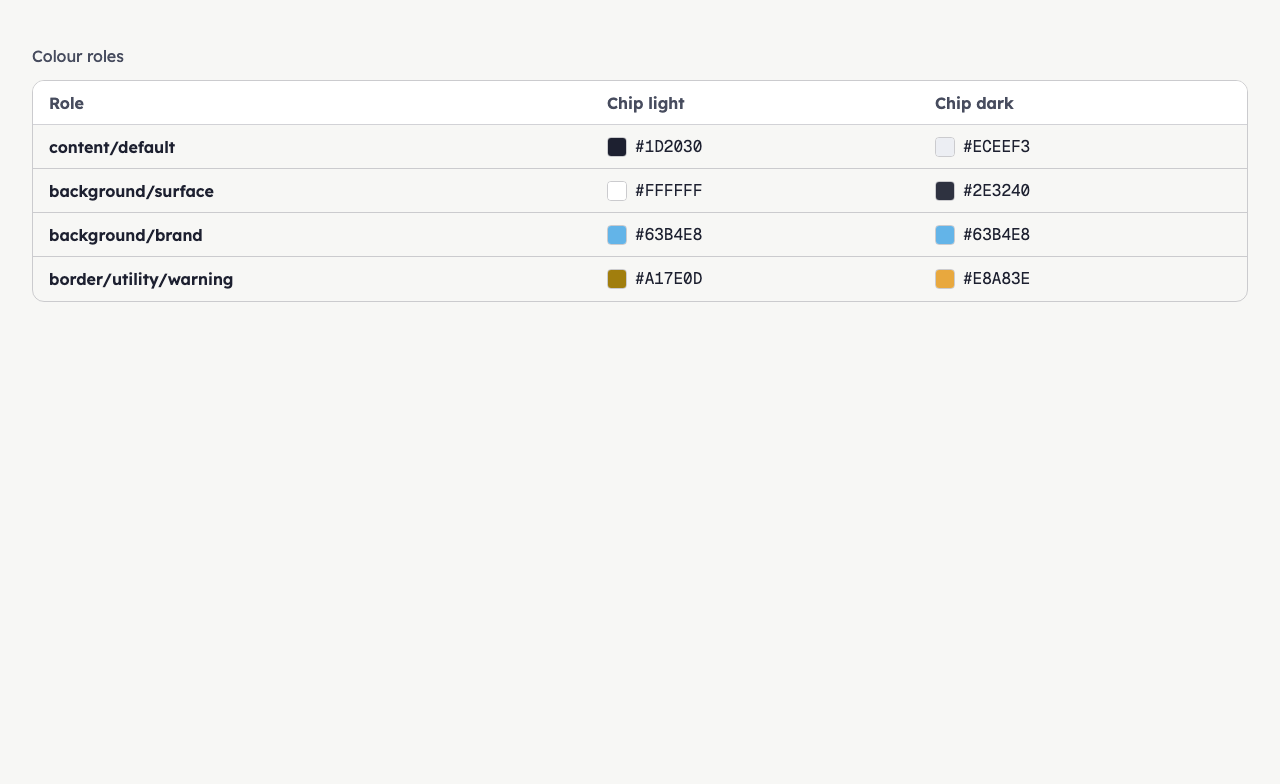 Colour roles
Role Chip light Chip dark
content/default #1D2030 #ECEEF3
background/surface #FFFFFF #2E3240
background/brand #63B4E8 #63B4E8
border/utility/warning #A17E0D #E8A83E